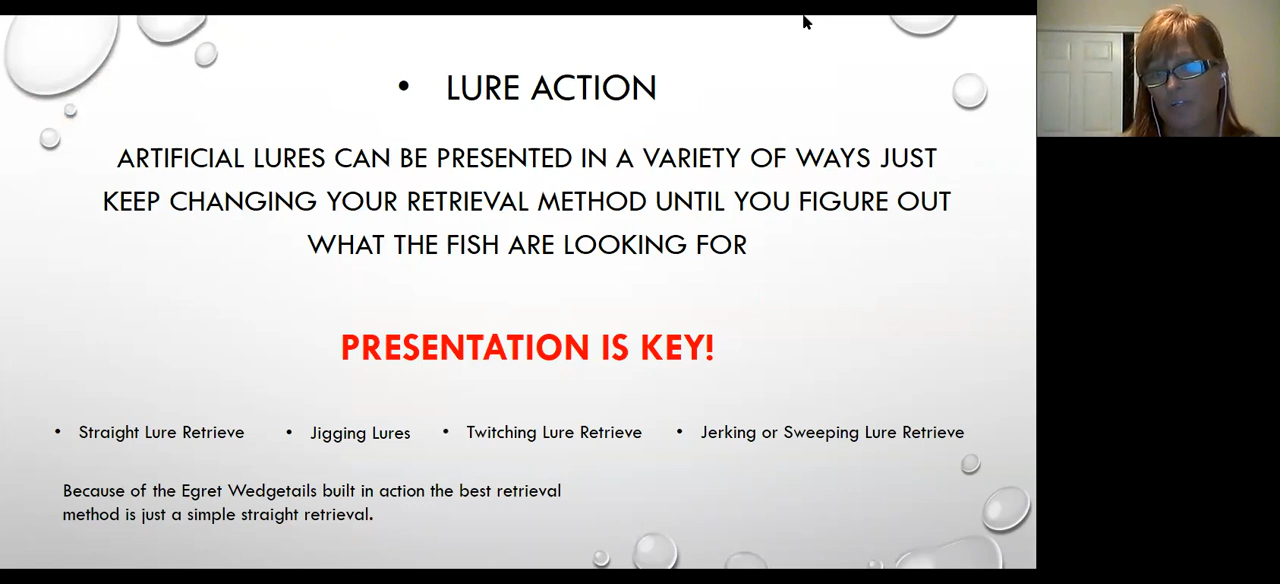 • LURE ACTION
ARTIFICIAL LURES CAN BE PRESENTED IN A VARIETY OF WAYS JUST
KEEP CHANGING YOUR RETRIEVAL METHOD UNTIL YOU FIGURE OUT
WHAT THE FISH ARE LOOKING FOR
PRESENTATION IS KEY!
• Straight Lure Retrieve • Jigging Lures • Twitching Lure Retrieve • Jerking or Sweeping Lure Retrieve
Because of the Egret Wedgetails built in action the best retrieval
method is just a simple straight retrieval.